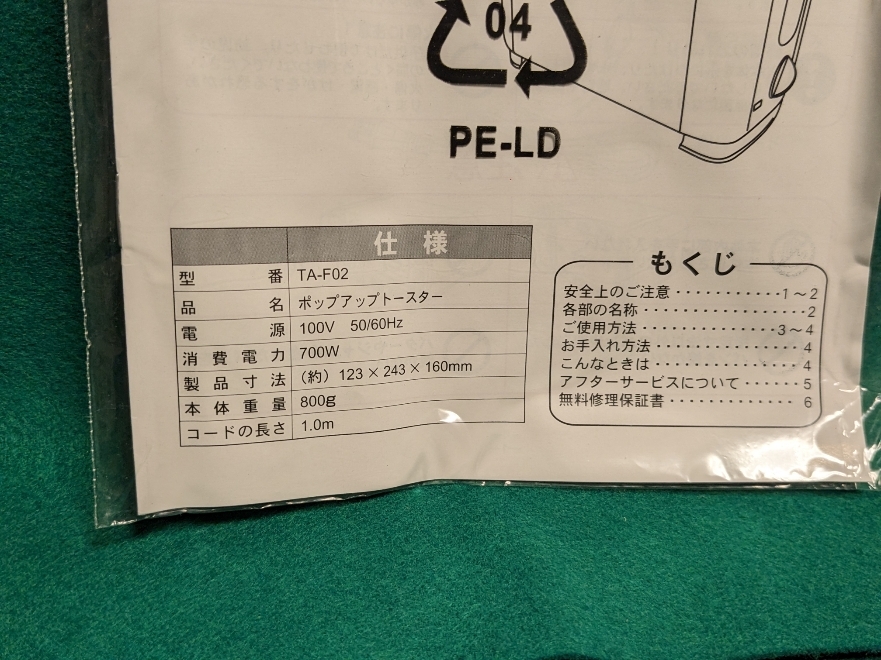 04
PE-LD
仕様
型番 TA-F02
品名 ポップアップトースター
電源 100V 50/60Hz
消費電力 700W
製品寸法 (約) 123×243×160mm
本体重量 800g
コードの長さ 1.0m
もくじ
安全上のご注意・・・・・・・・・・・1～2
各部の名称・・・・・・・・・・・・・・・・2
ご使用方法・・・・・・・・・・・・・3～4
お手入れ方法・・・・・・・・・・・・・・4
こんなときは・・・・・・・・・・・・・・4
アフターサービスについて・・・・・・5
無料修理保証書・・・・・・・・・・・・6